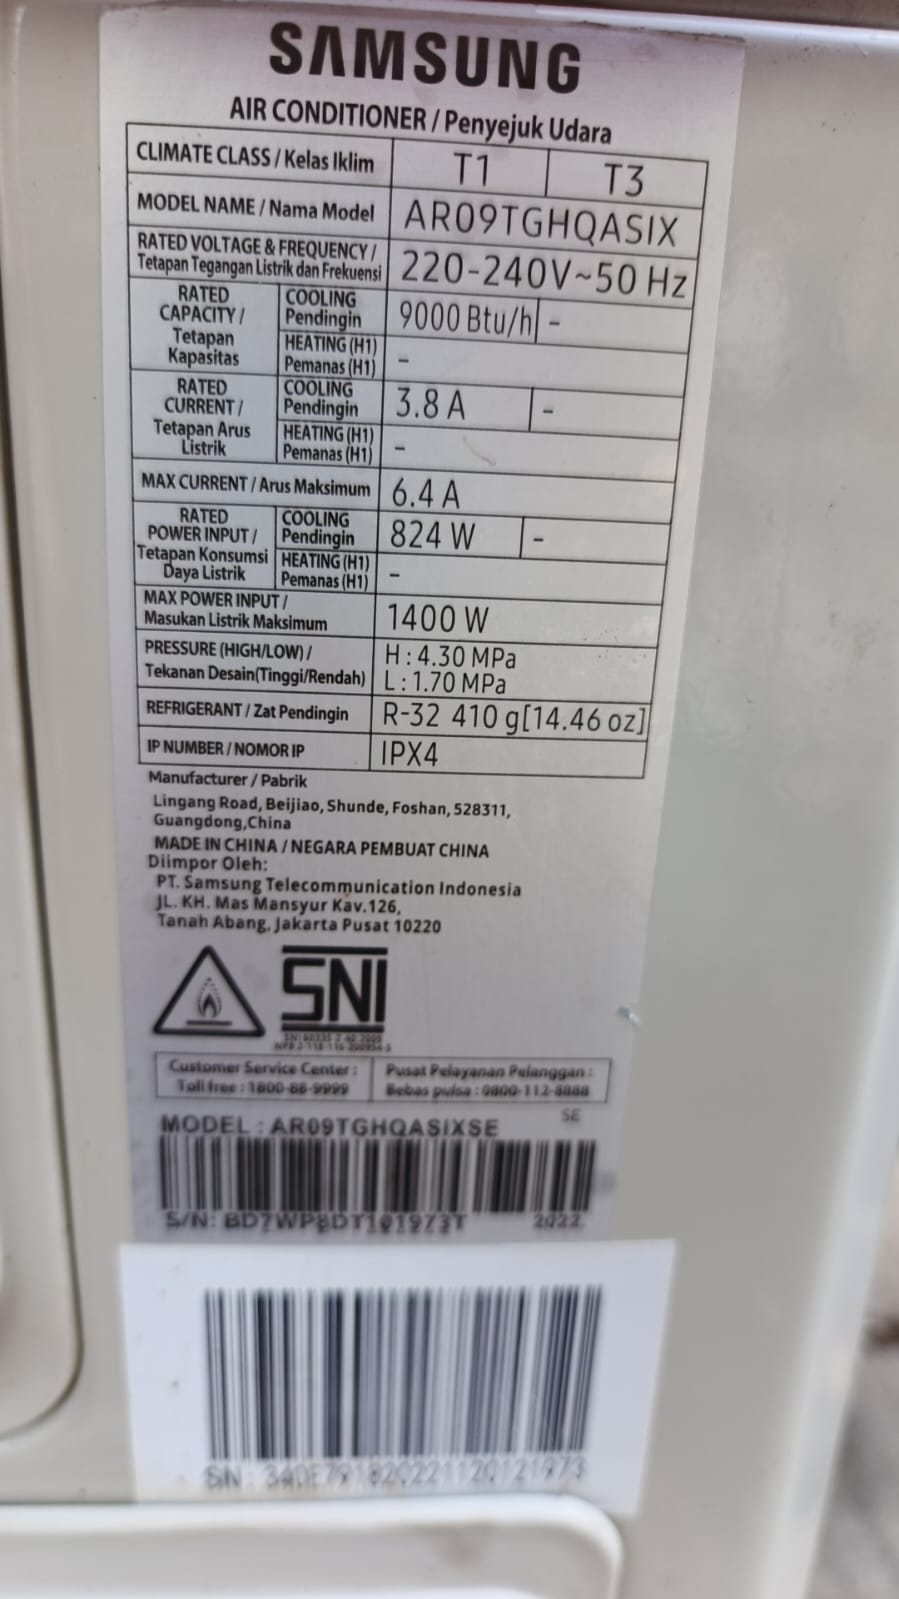 SAMSUNG
AIR CONDITIONER / Penyejuk Udara
CLIMATE CLASS / Kelas Iklim T1 T3
MODEL NAME / Nama Model AR09TGHQASIX
RATED VOLTAGE & FREQUENCY /
Tetapan Tegangan Listrik dan Frekuensi 220-240V~50 Hz
RATED CAPACITY / Tetapan Kapasitas
COOLING Pendingin 9000 Btu/h -
HEATING (H1) Pemanas (H1) -
RATED CURRENT / Tetapan Arus Listrik
COOLING Pendingin 3.8 A -
HEATING (H1) Pemanas (H1) -
MAX CURRENT / Arus Maksimum 6.4 A
RATED POWER INPUT / Tetapan Konsumsi Daya Listrik
COOLING Pendingin 824 W -
HEATING (H1) Pemanas (H1) -
MAX POWER INPUT /
Masukan Listrik Maksimum 1400 W
PRESSURE (HIGH/LOW) / H : 4.30 MPa
Tekanan Desain(Tinggi/Rendah) L : 1.70 MPa
REFRIGERANT / Zat Pendingin R-32 410 g[14.46 oz]
IP NUMBER / NOMOR IP IPX4
Manufacturer / Pabrik
Lingang Road, Beijiao, Shunde, Foshan, 528311,
Guangdong,China
MADE IN CHINA / NEGARA PEMBUAT CHINA
Diimpor Oleh:
PT. Samsung Telecommunication Indonesia
JL. KH. Mas Mansyur Kav.126,
Tanah Abang, Jakarta Pusat 10220
SNI
Customer Service Center : Pusat Pelayanan Pelanggan :
Toll free : 1800-88-9999 Bebas pulsa : 0800-112-8888
SE
MODEL : AR09TGHQASIXSE
S/N: BD7WP8DT101973T 2022.
SN: 340E791820221120121973